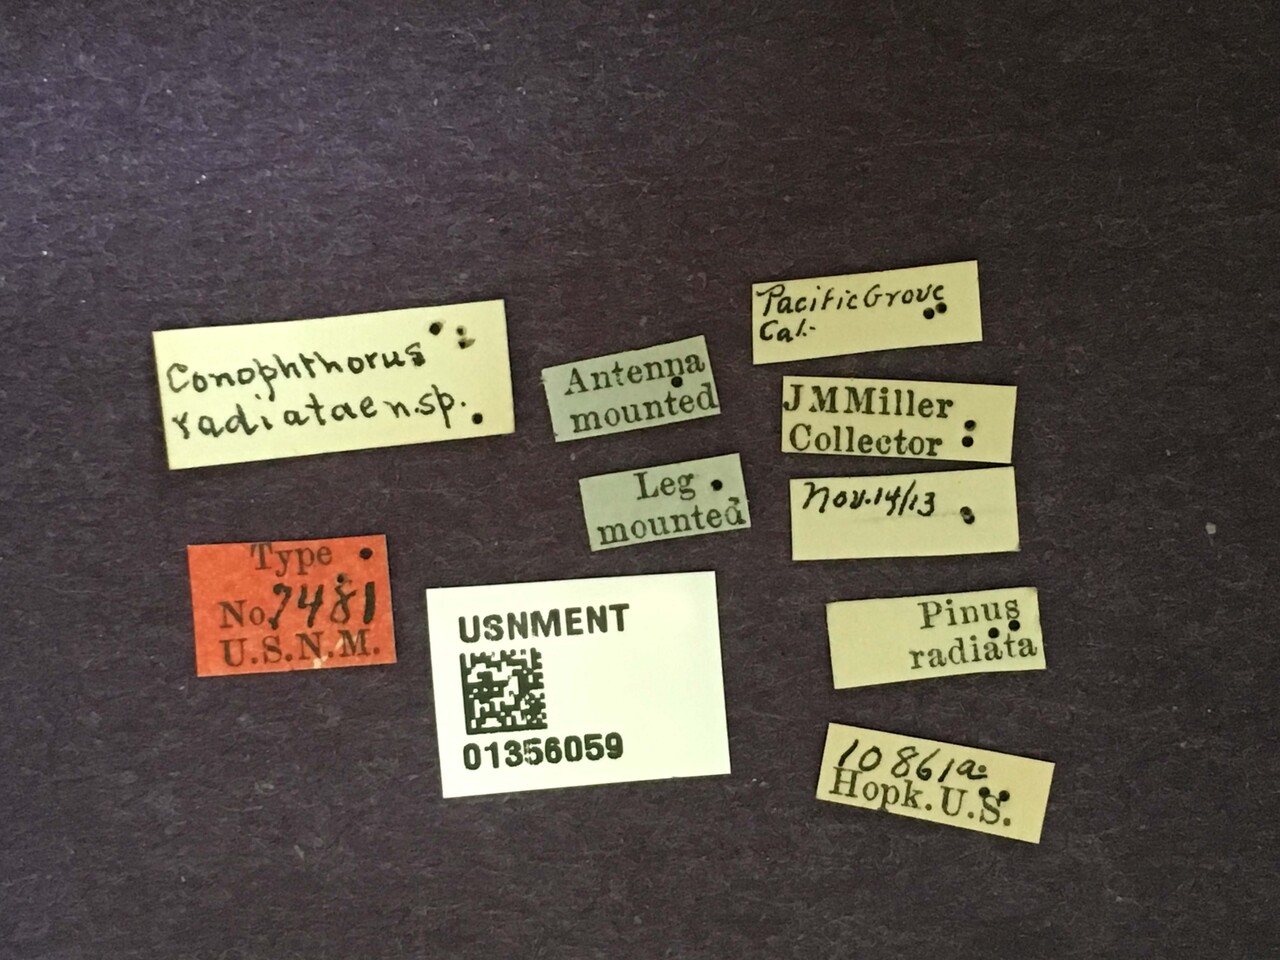 Conophthorus
radiatae n.sp.
Antenna
mounted
Pacific Grove
Cal.
JMMiller
Collector
Leg
mounted
Nov. 14/13
Type
No. 7481
U.S.N.M.
USNMENT
01356059
Pinus
radiata
10861a
Hopk. U.S.